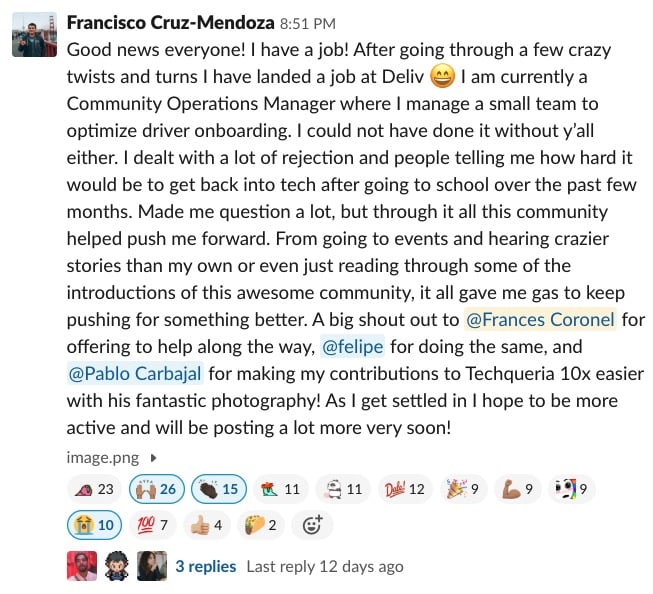 Francisco Cruz-Mendoza 8:51 PM
Good news everyone! I have a job! After going through a few crazy
twists and turns I have landed a job at Deliv 😄 I am currently a
Community Operations Manager where I manage a small team to
optimize driver onboarding. I could not have done it without y’all
either. I dealt with a lot of rejection and people telling me how hard it
would be to get back into tech after going to school over the past few
months. Made me question a lot, but through it all this community
helped push me forward. From going to events and hearing crazier
stories than my own or even just reading through some of the
introductions of this awesome community, it all gave me gas to keep
pushing for something better. A big shout out to @Frances Coronel for
offering to help along the way, @felipe for doing the same, and
@Pablo Carbajal for making my contributions to Techqueria 10x easier
with his fantastic photography! As I get settled in I hope to be more
active and will be posting a lot more very soon!
image.png
23 26 15 11 11 Dale! 12 9 9 9
10 100 7 4 2
3 replies Last reply 12 days ago